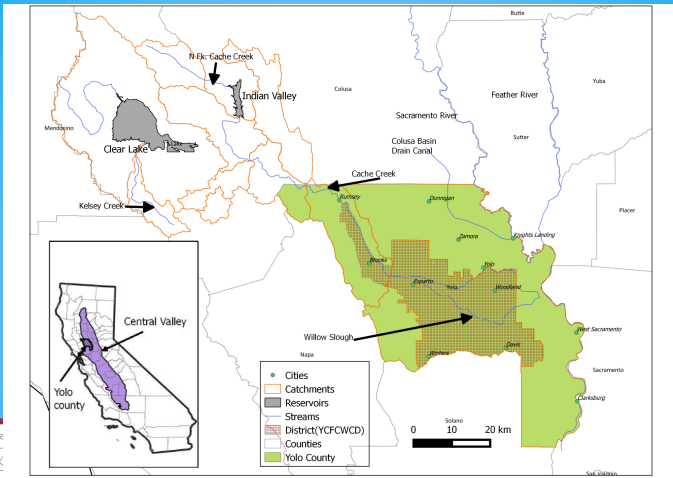 Butte
N Fk. Cache Creek
Yuba
Colusa
Indian Valley
Feather River
Sacramento River
Mendocino
Sutter
Colusa Basin
Drain Canal
Lake
Clear Lake
Cache Creek
Rumsey
Dunnigan
Kelsey Creek
Placer
Zamora
Knights Landing
Brooks
Yolo
Esparto
Yolo
Woodland
Central Valley
West Sacramento
Willow Slough
Davis
Napa
Winters
Yolo
county
Sacramento
Cities
Catchments
Reservoirs
Streams
District(YCFCWCD)
Counties
Yolo County
Clarksburg
Solano
0 10 20 km
San Joaquin